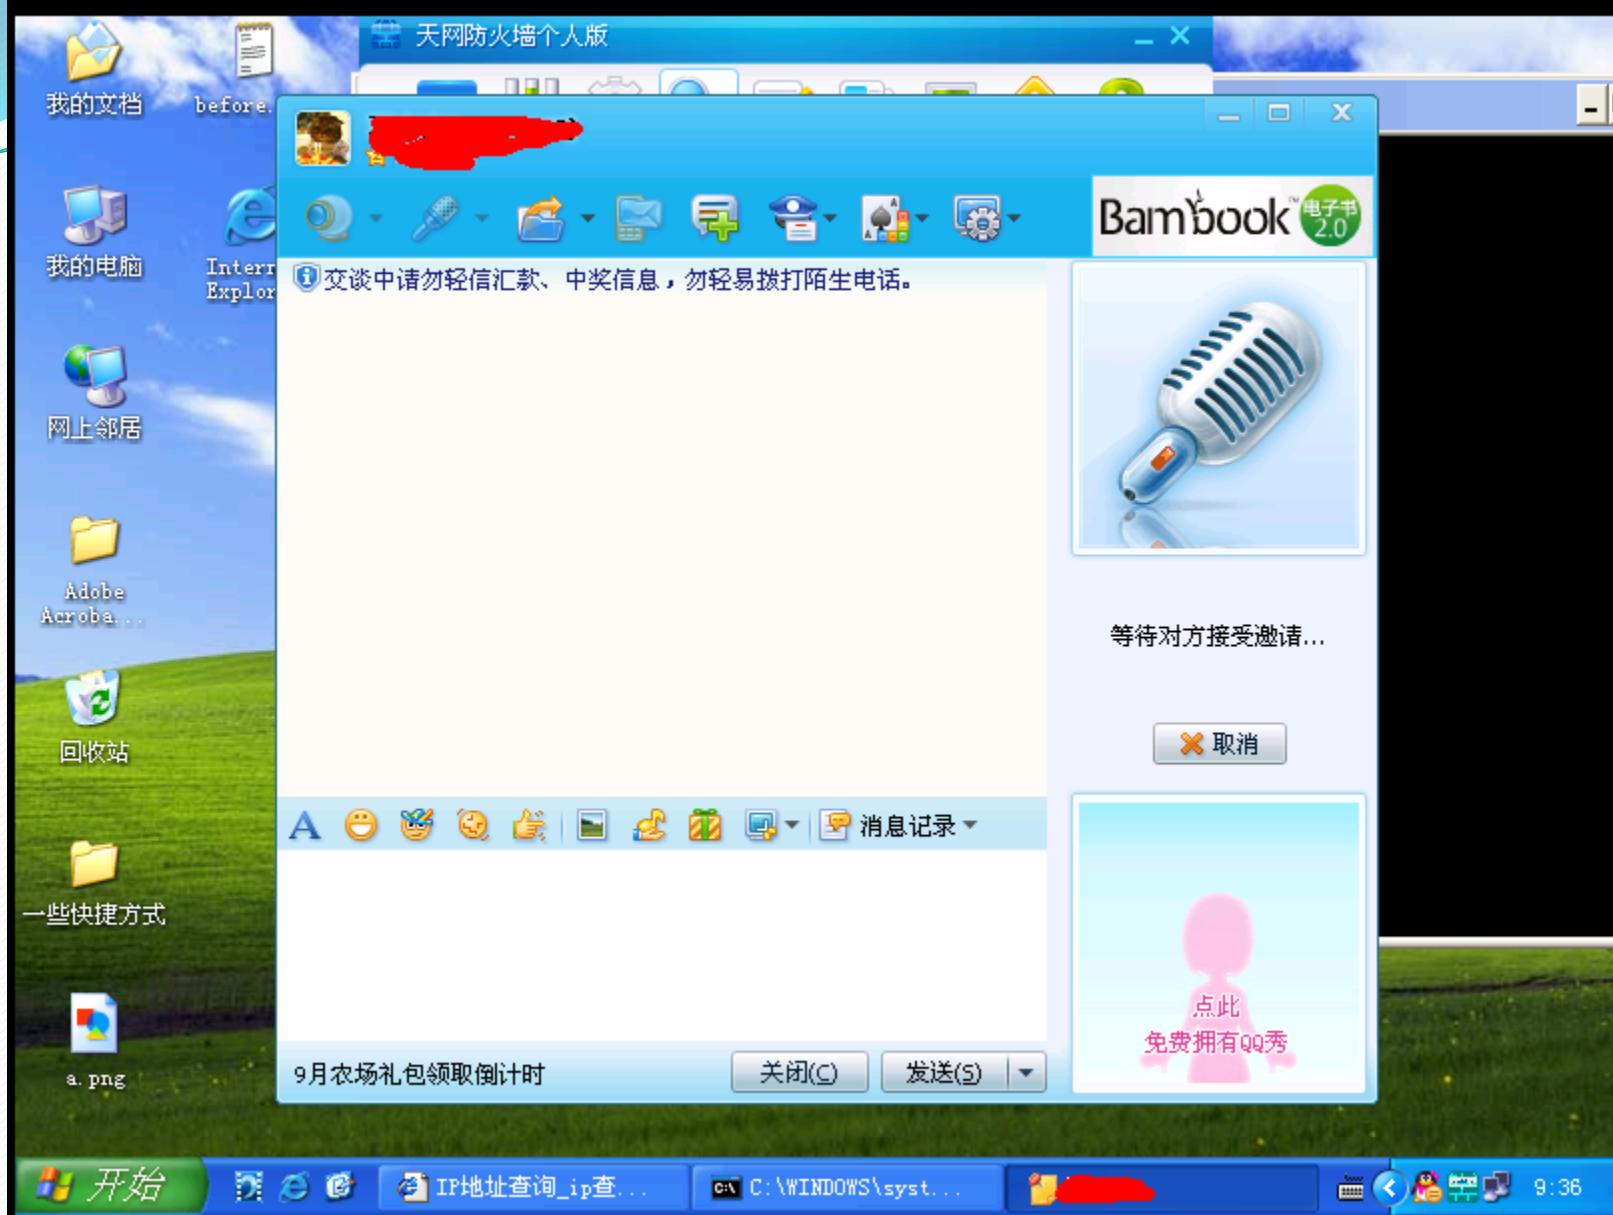 天网防火墙个人版
我的文档
before.
Bambook™ 电子书 2.0
我的电脑
Interr
Explor
交谈中请勿轻信汇款、中奖信息,勿轻易拨打陌生电话。
网上邻居
Adobe
Acroba...
等待对方接受邀请...
回收站
取消
消息记录
一些快捷方式
点此
免费拥有QQ秀
a.png
9月农场礼包领取倒计时
关闭(C)
发送(S)
开始
IP地址查询_ip查...
C:\WINDOWS\syst...
9:36